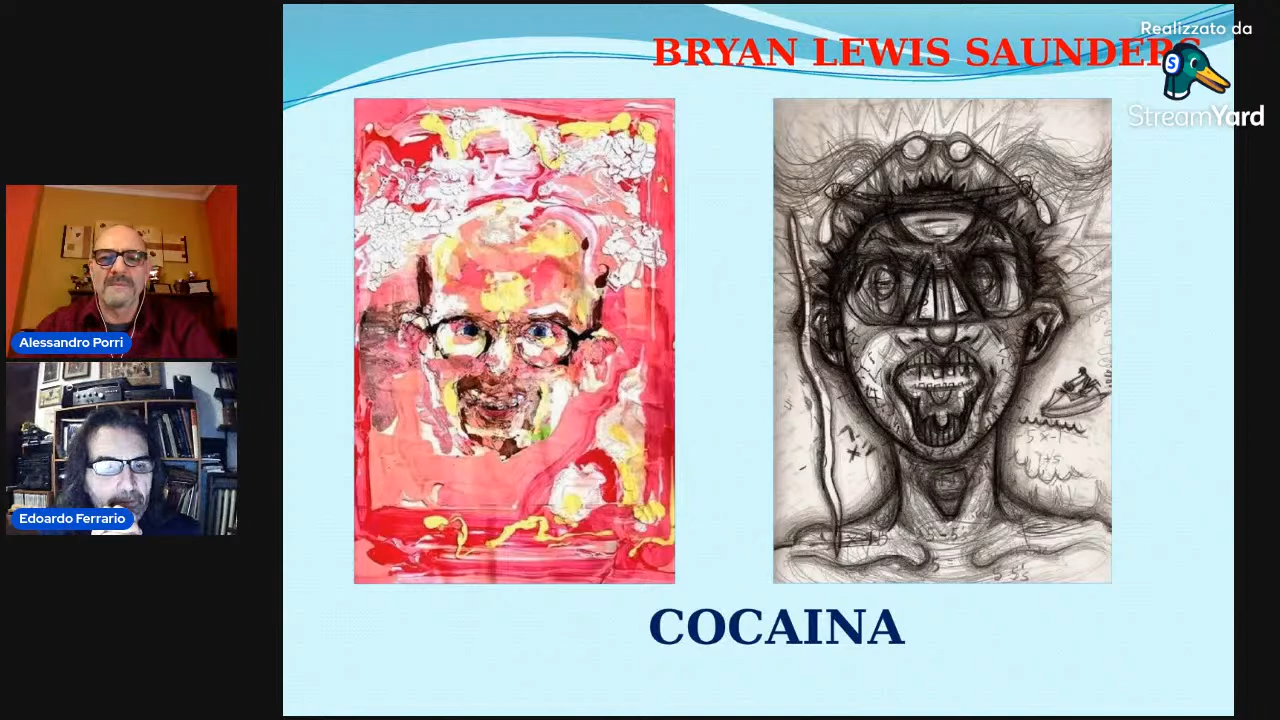 BRYAN LEWIS SAUNDERS
Realizzato da
StreamYard
Alessandro Porri
Edoardo Ferrario
COCAINA